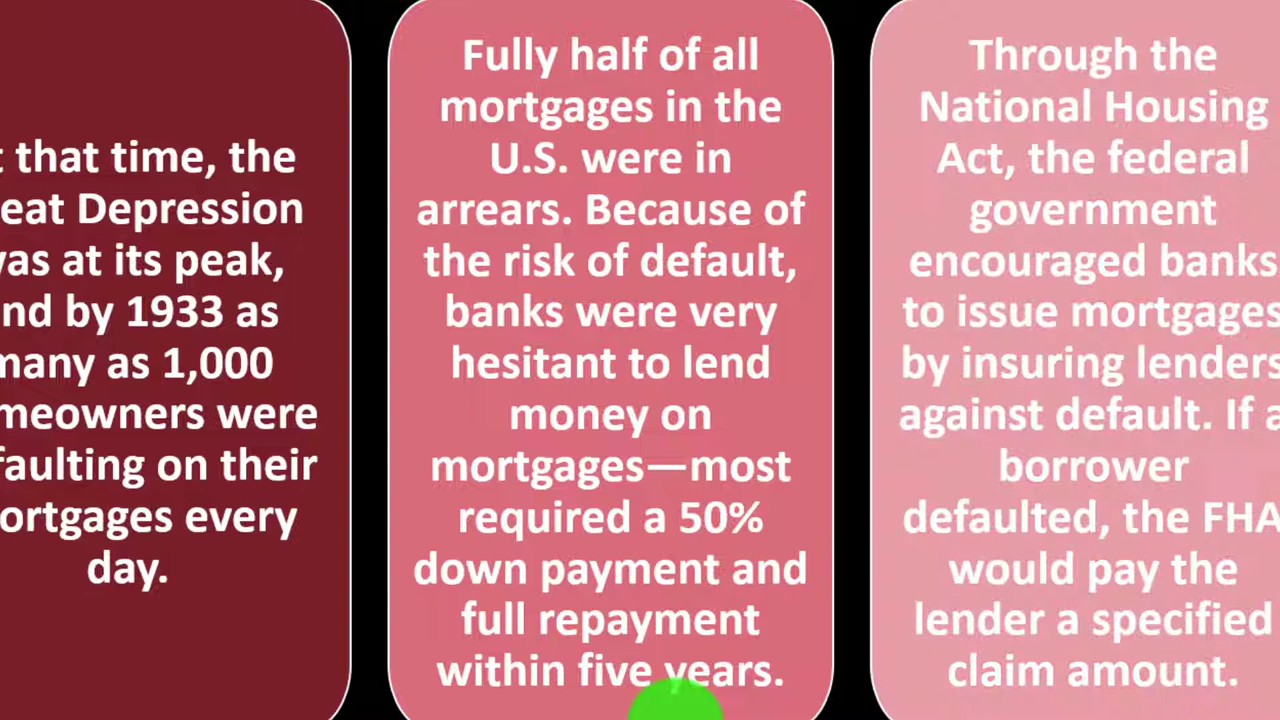 t that time, the
eat Depression
was at its peak,
nd by 1933 as
many as 1,000
meowners were
faulting on their
ortgages every
day.
Fully half of all
mortgages in the
U.S. were in
arrears. Because of
the risk of default,
banks were very
hesitant to lend
money on
mortgages—most
required a 50%
down payment and
full repayment
within five years.
Through the
National Housing
Act, the federal
government
encouraged banks
to issue mortgages
by insuring lenders
against default. If a
borrower
defaulted, the FHA
would pay the
lender a specified
claim amount.